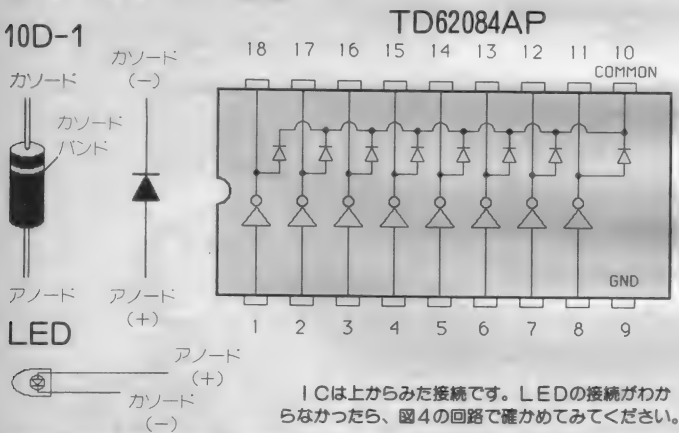 10D-1
カソード
カソード
バンド
アノード
カソード
(−)
アノード
(+)
LED
アノード
(+)
カソード
(−)
TD62084AP
18 17 16 15 14 13 12 11 10
COMMON
GND
1 2 3 4 5 6 7 8 9
ICは上からみた接続です。LEDの接続がわか
らなかったら、図4の回路で確かめてみてください。